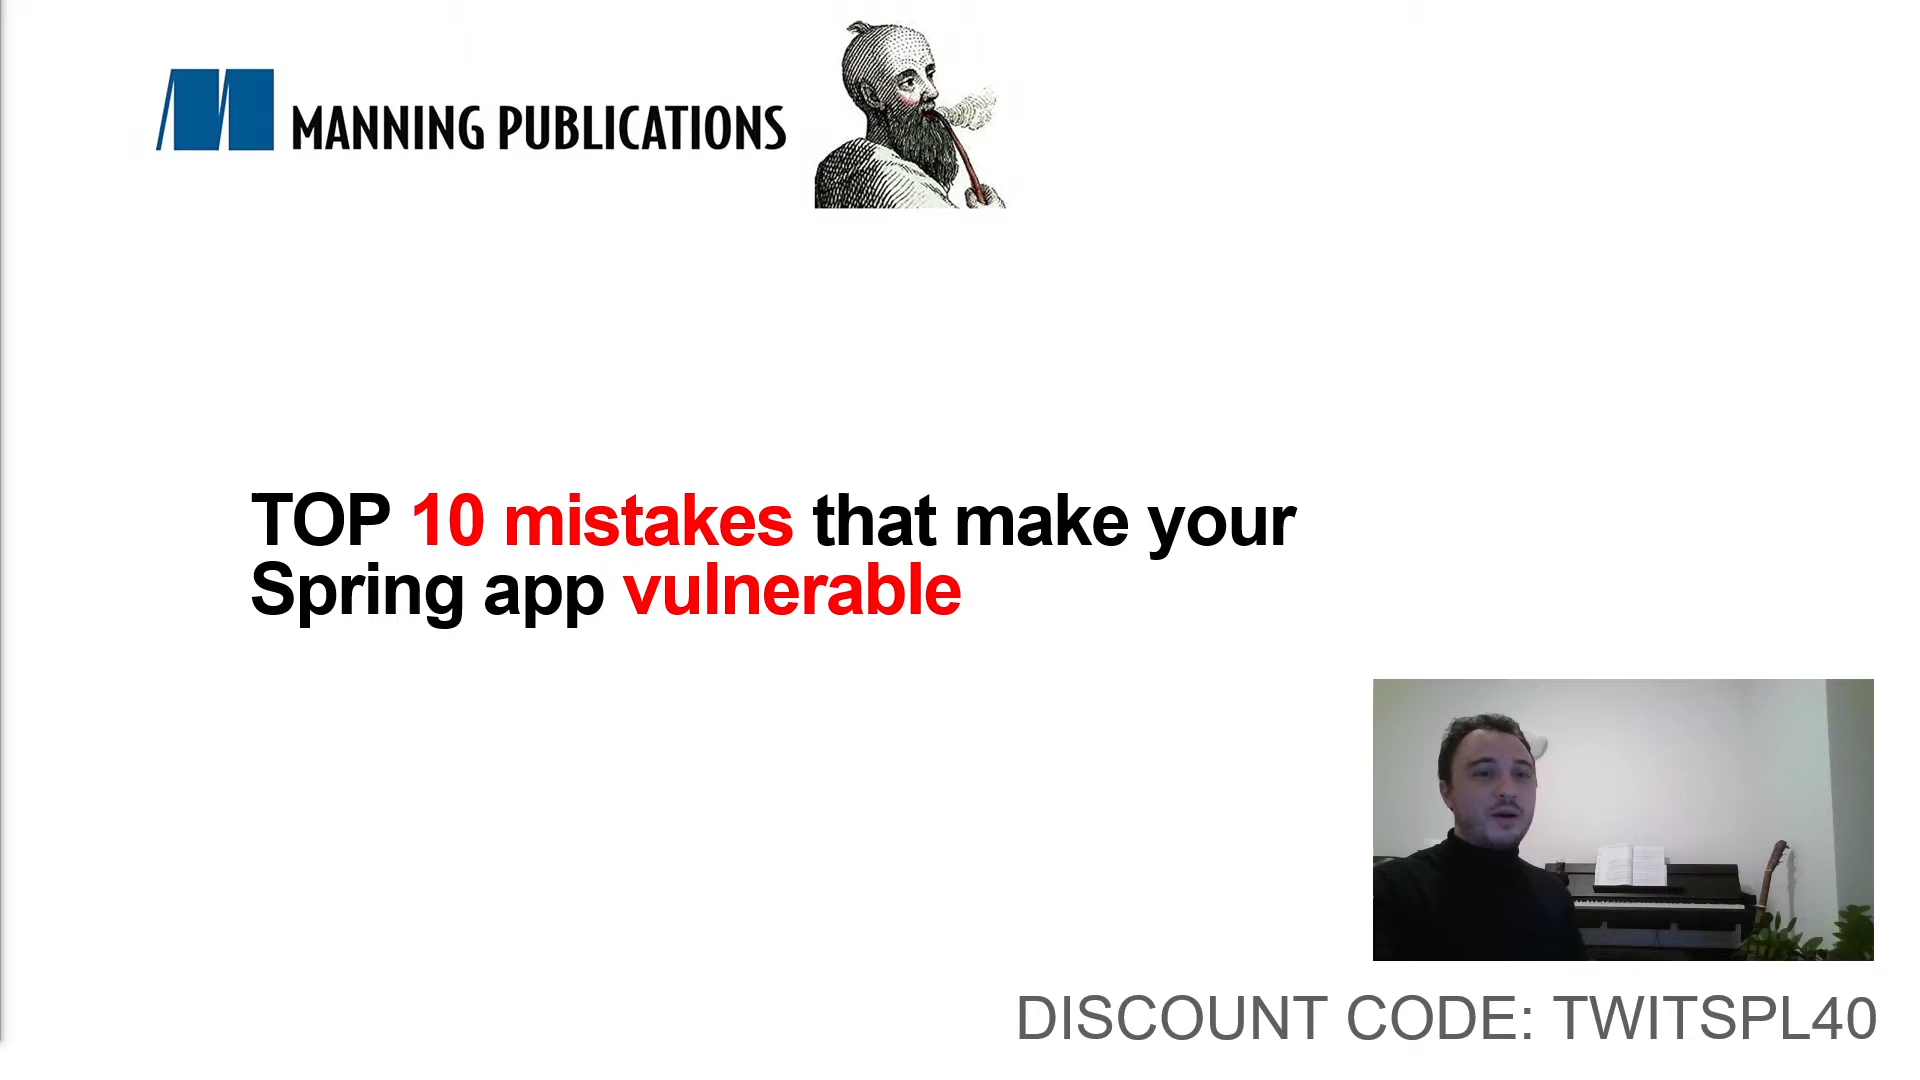 MANNING PUBLICATIONS
TOP 10 mistakes that make your
Spring app vulnerable
DISCOUNT CODE: TWITSPL40